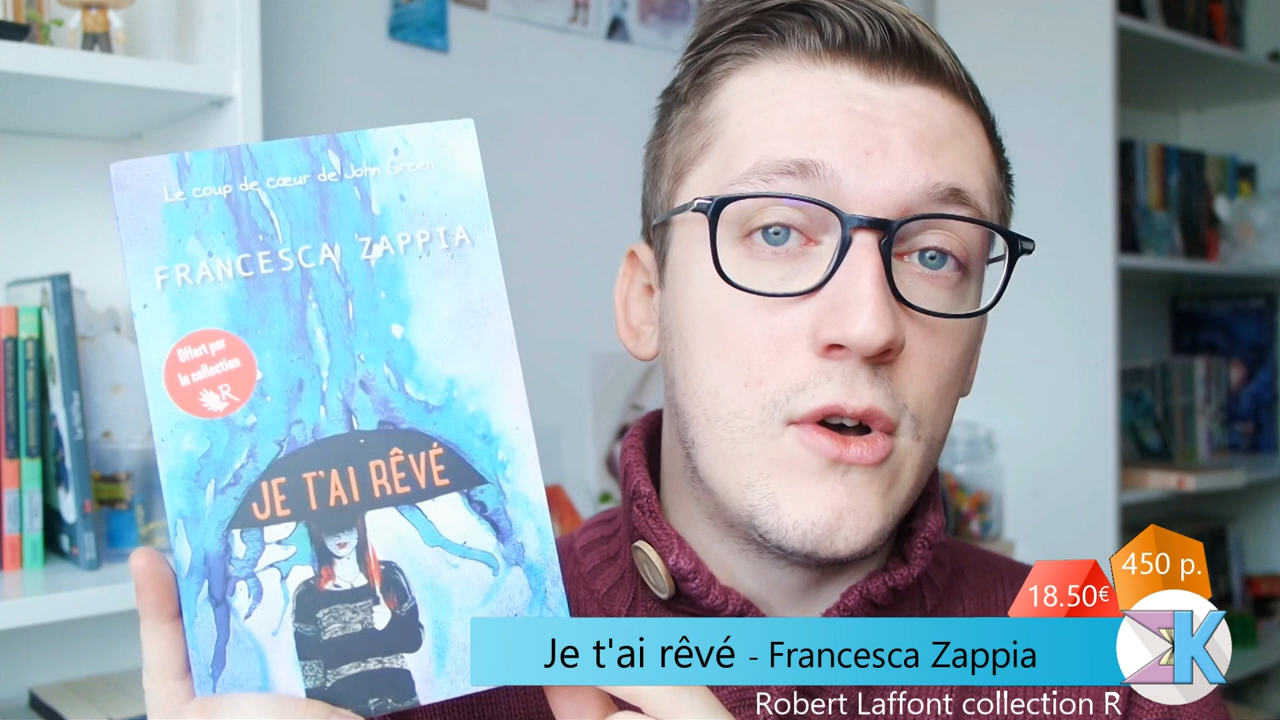 Le coup de cœur de John Green
FRANCESCA ZAPPIA
Offert par
la collection
R
JE T'AI RÊVÉ
450 p.
18.50€
Je t'ai rêvé - Francesca Zappia
Robert Laffont collection R